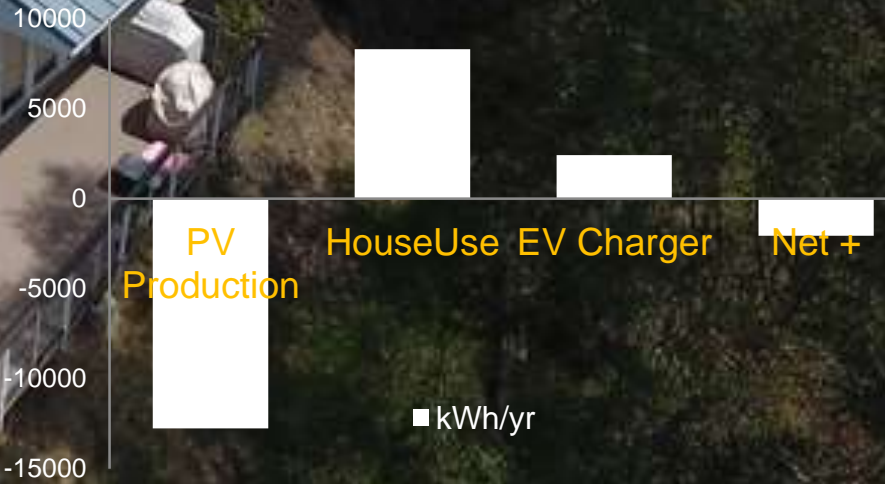 10000
5000
0
-5000
-10000
-15000
PV
Production
HouseUse
EV Charger
Net +
kWh/yr